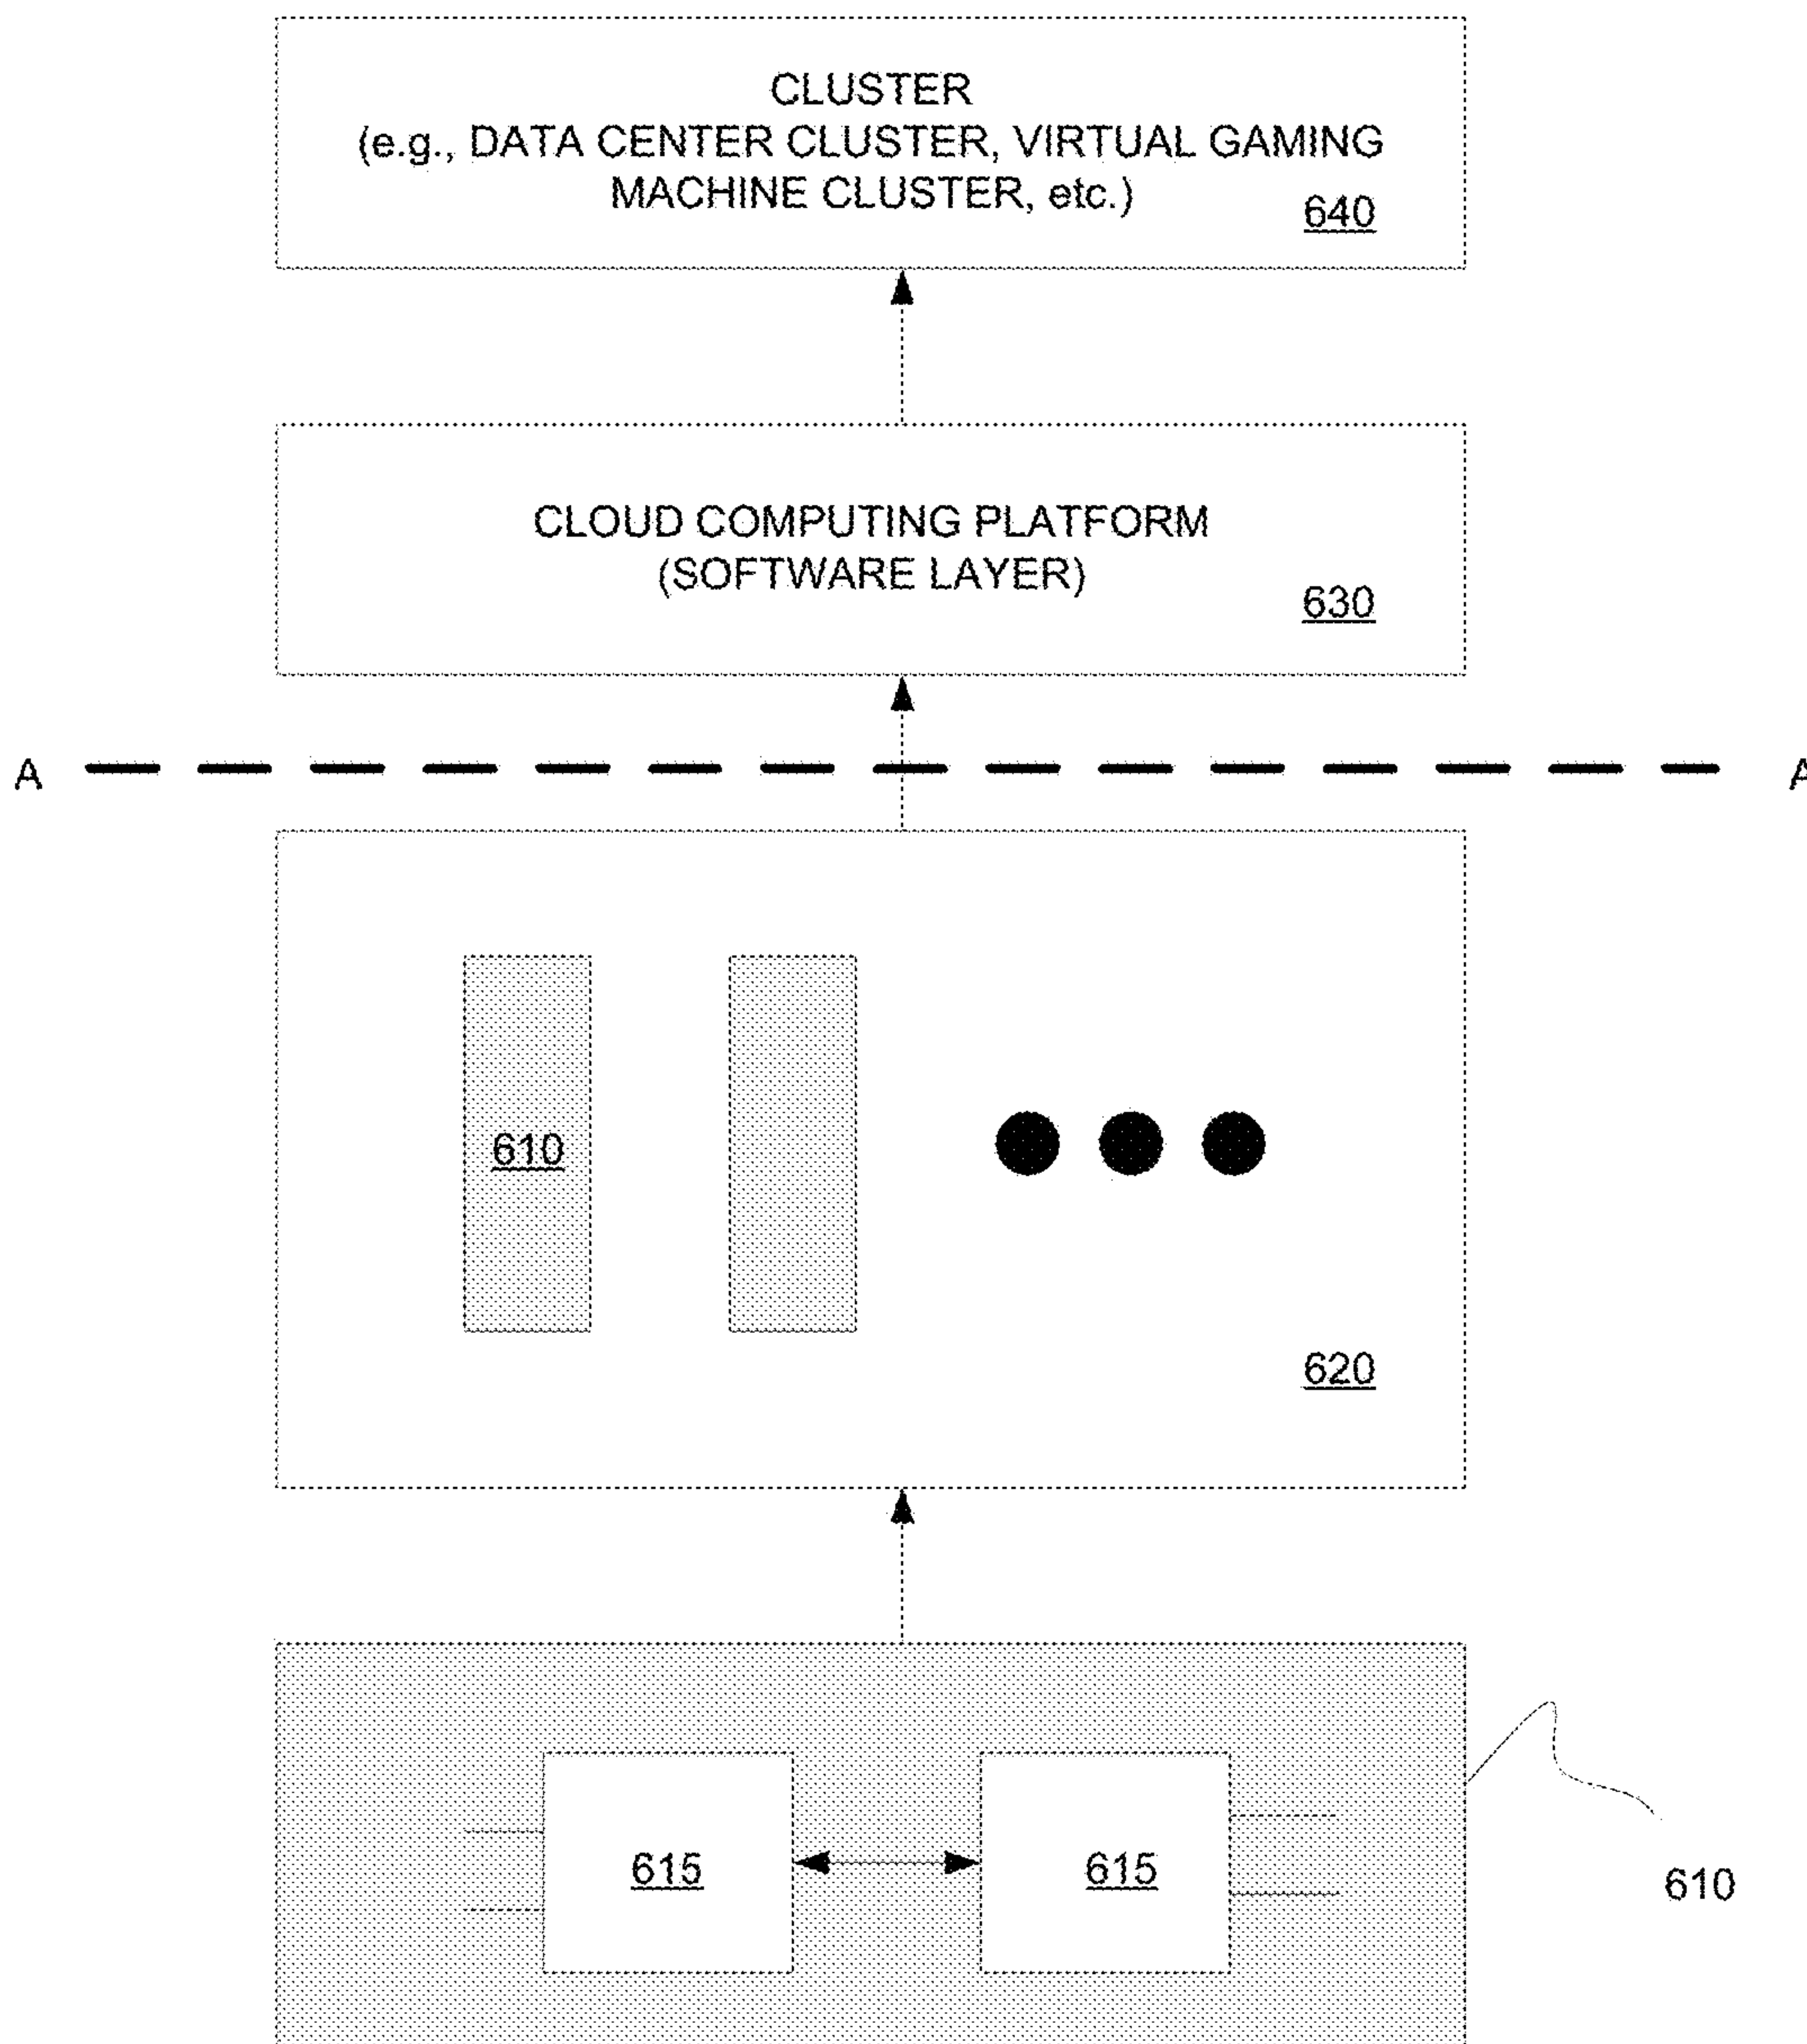 CLUSTER
(e.g., DATA CENTER CLUSTER, VIRTUAL GAMING
MACHINE CLUSTER, etc.)
640
CLOUD COMPUTING PLATFORM
(SOFTWARE LAYER)
630
A
A
610
620
615
615
610